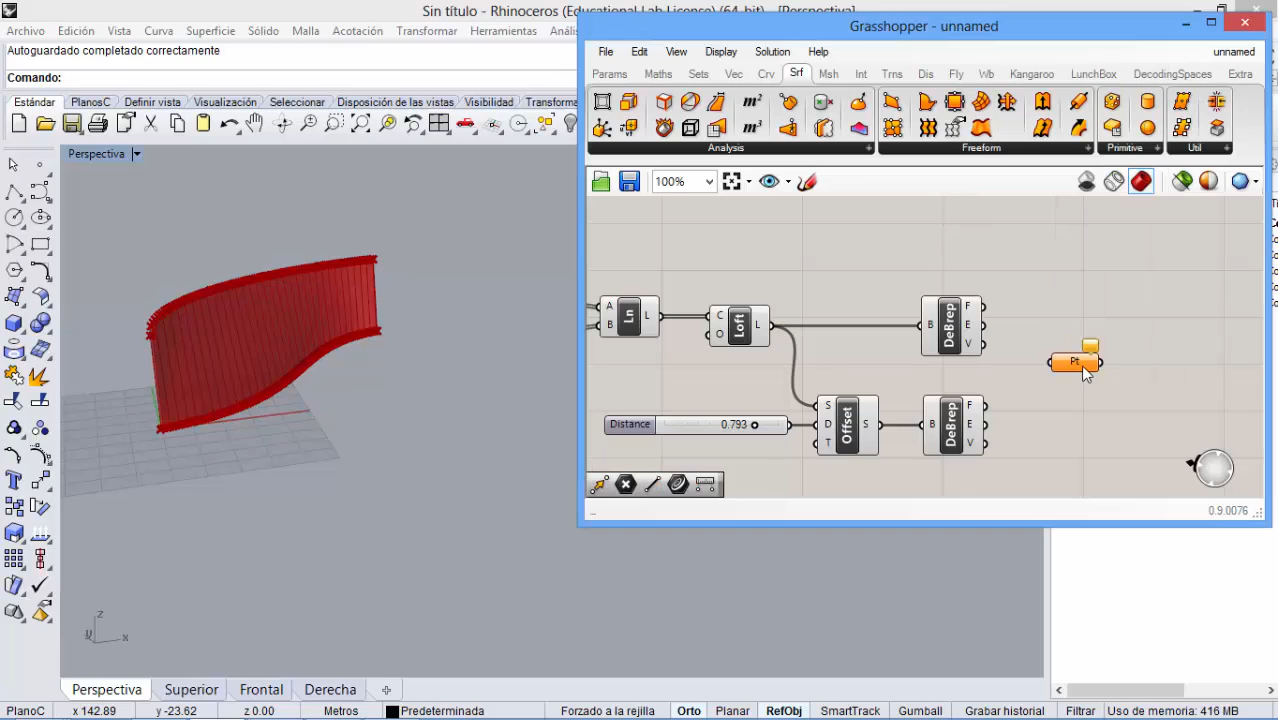 Sin título - Rhinoceros (Educational Lab License) (64-bit) - [Perspectiva]
Archivo Edición Vista Curva Superficie Sólido Malla Acotación Transformar Herramientas Anális
Autoguardado completado correctamente
Comando:
Estándar PlanosC Definir vista Visualización Seleccionar Disposición de las vistas Visibilidad Transforma
Perspectiva
Grasshopper - unnamed
File Edit View Display Solution Help unnamed
Params Maths Sets Vec Crv Srf Msh Int Trns Dis Fly Wb Kangaroo LunchBox DecodingSpaces Extra
m² m³
Analysis Freeform Primitive Util
100%
A B Ln L
C O Loft L
B DeBrep F E V
Pt
Distance 0.793
S D T Offset S
B DeBrep F E V
0.9.0076
z y x
Perspectiva Superior Frontal Derecha
PlanoC x 142.89 y -23.62 z 0.00 Metros Predeterminada Forzado a la rejilla Orto Planar RefObj SmartTrack Gumball Grabar historial Filtrar Uso de memoria: 416 MB